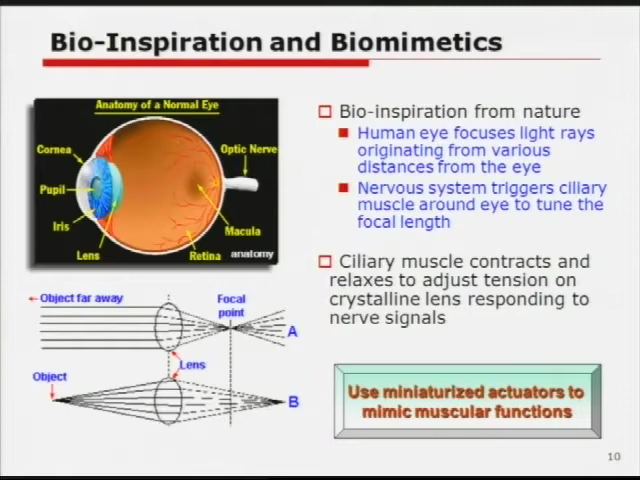 Bio-Inspiration and Biomimetics
Anatomy of a Normal Eye
Cornea
Optic Nerve
Pupil
Iris
Macula
Lens
Retina
anatomy
Object far away
Focal
point
A
Lens
Object
B
Bio-inspiration from nature
Human eye focuses light rays
originating from various
distances from the eye
Nervous system triggers ciliary
muscle around eye to tune the
focal length
Ciliary muscle contracts and
relaxes to adjust tension on
crystalline lens responding to
nerve signals
Use miniaturized actuators to
mimic muscular functions
10